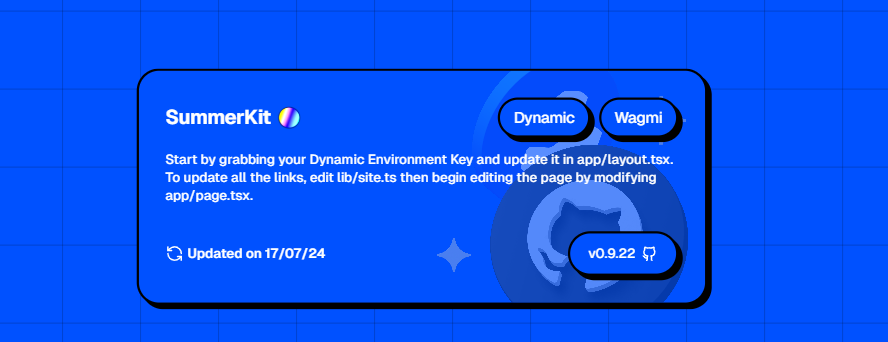 SummerKit
Dynamic
Wagmi
Start by grabbing your Dynamic Environment Key and update it in app/layout.tsx.
To update all the links, edit lib/site.ts then begin editing the page by modifying
app/page.tsx.
Updated on 17/07/24
v0.9.22